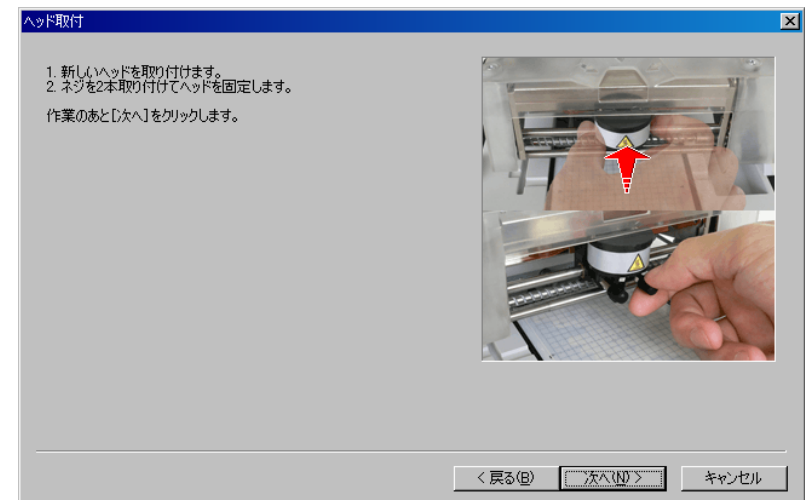 ヘッド取付
1. 新しいヘッドを取り付けます。
2. ネジを2本取り付けてヘッドを固定します。
作業のあと[次へ]をクリックします。
< 戻る(B)
次へ(N) >
キャンセル